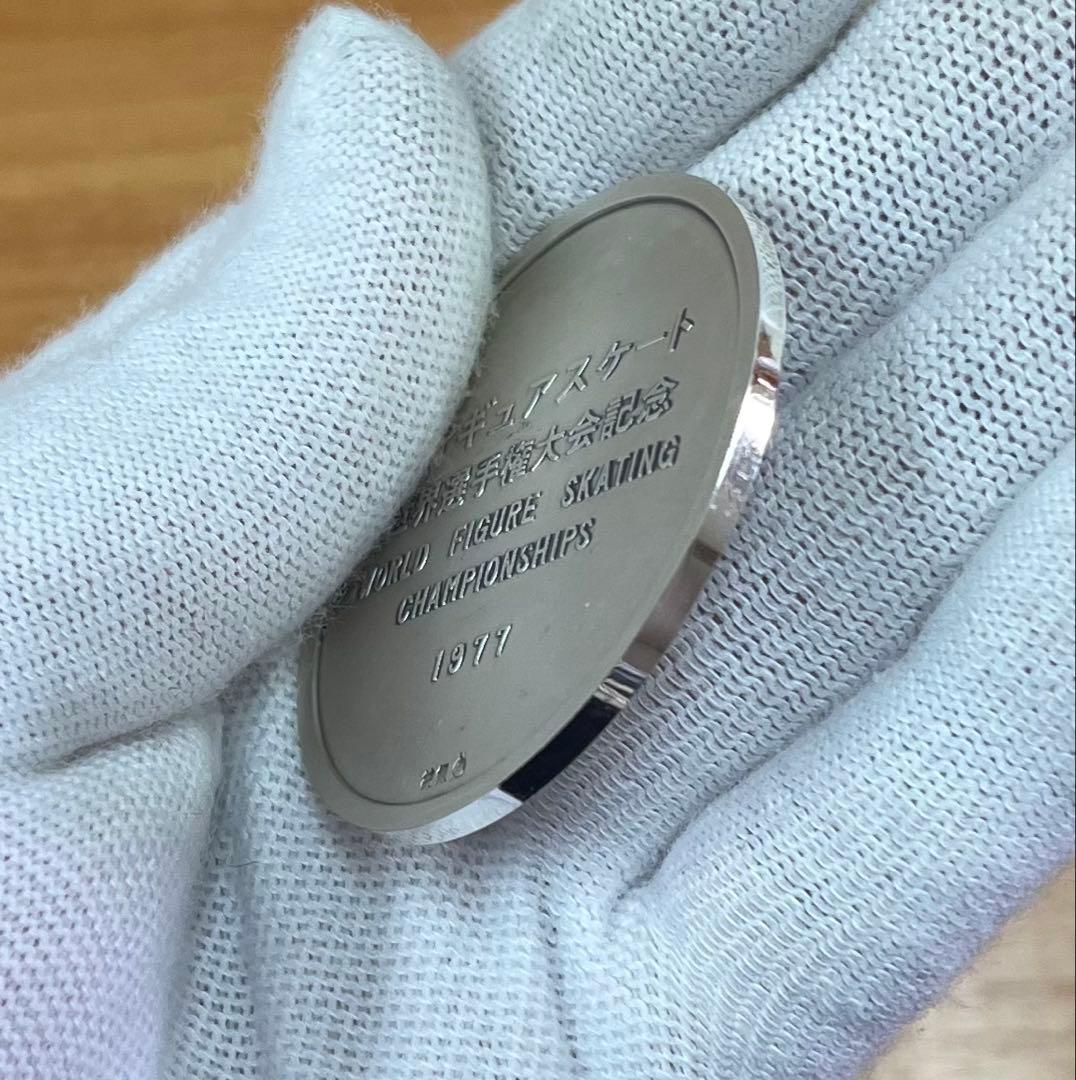 ギュアスケート
世界選手権大会記念
WORLD FIGURE SKATING
CHAMPIONSHIPS
1977